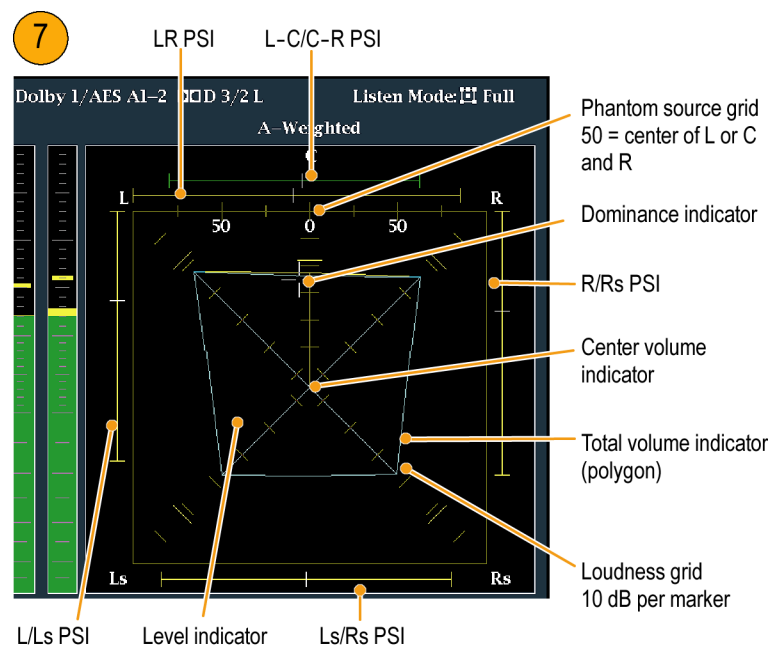 7
LR PSI
L-C/C-R PSI
Dolby 1/AES A1-2 D 3/2 L
Listen Mode: Full
A-Weighted
C
L
R
50
0
50
Ls
Rs
Phantom source grid
50 = center of L or C
and R
Dominance indicator
R/Rs PSI
Center volume
indicator
Total volume indicator
(polygon)
Loudness grid
10 dB per marker
L/Ls PSI
Level indicator
Ls/Rs PSI